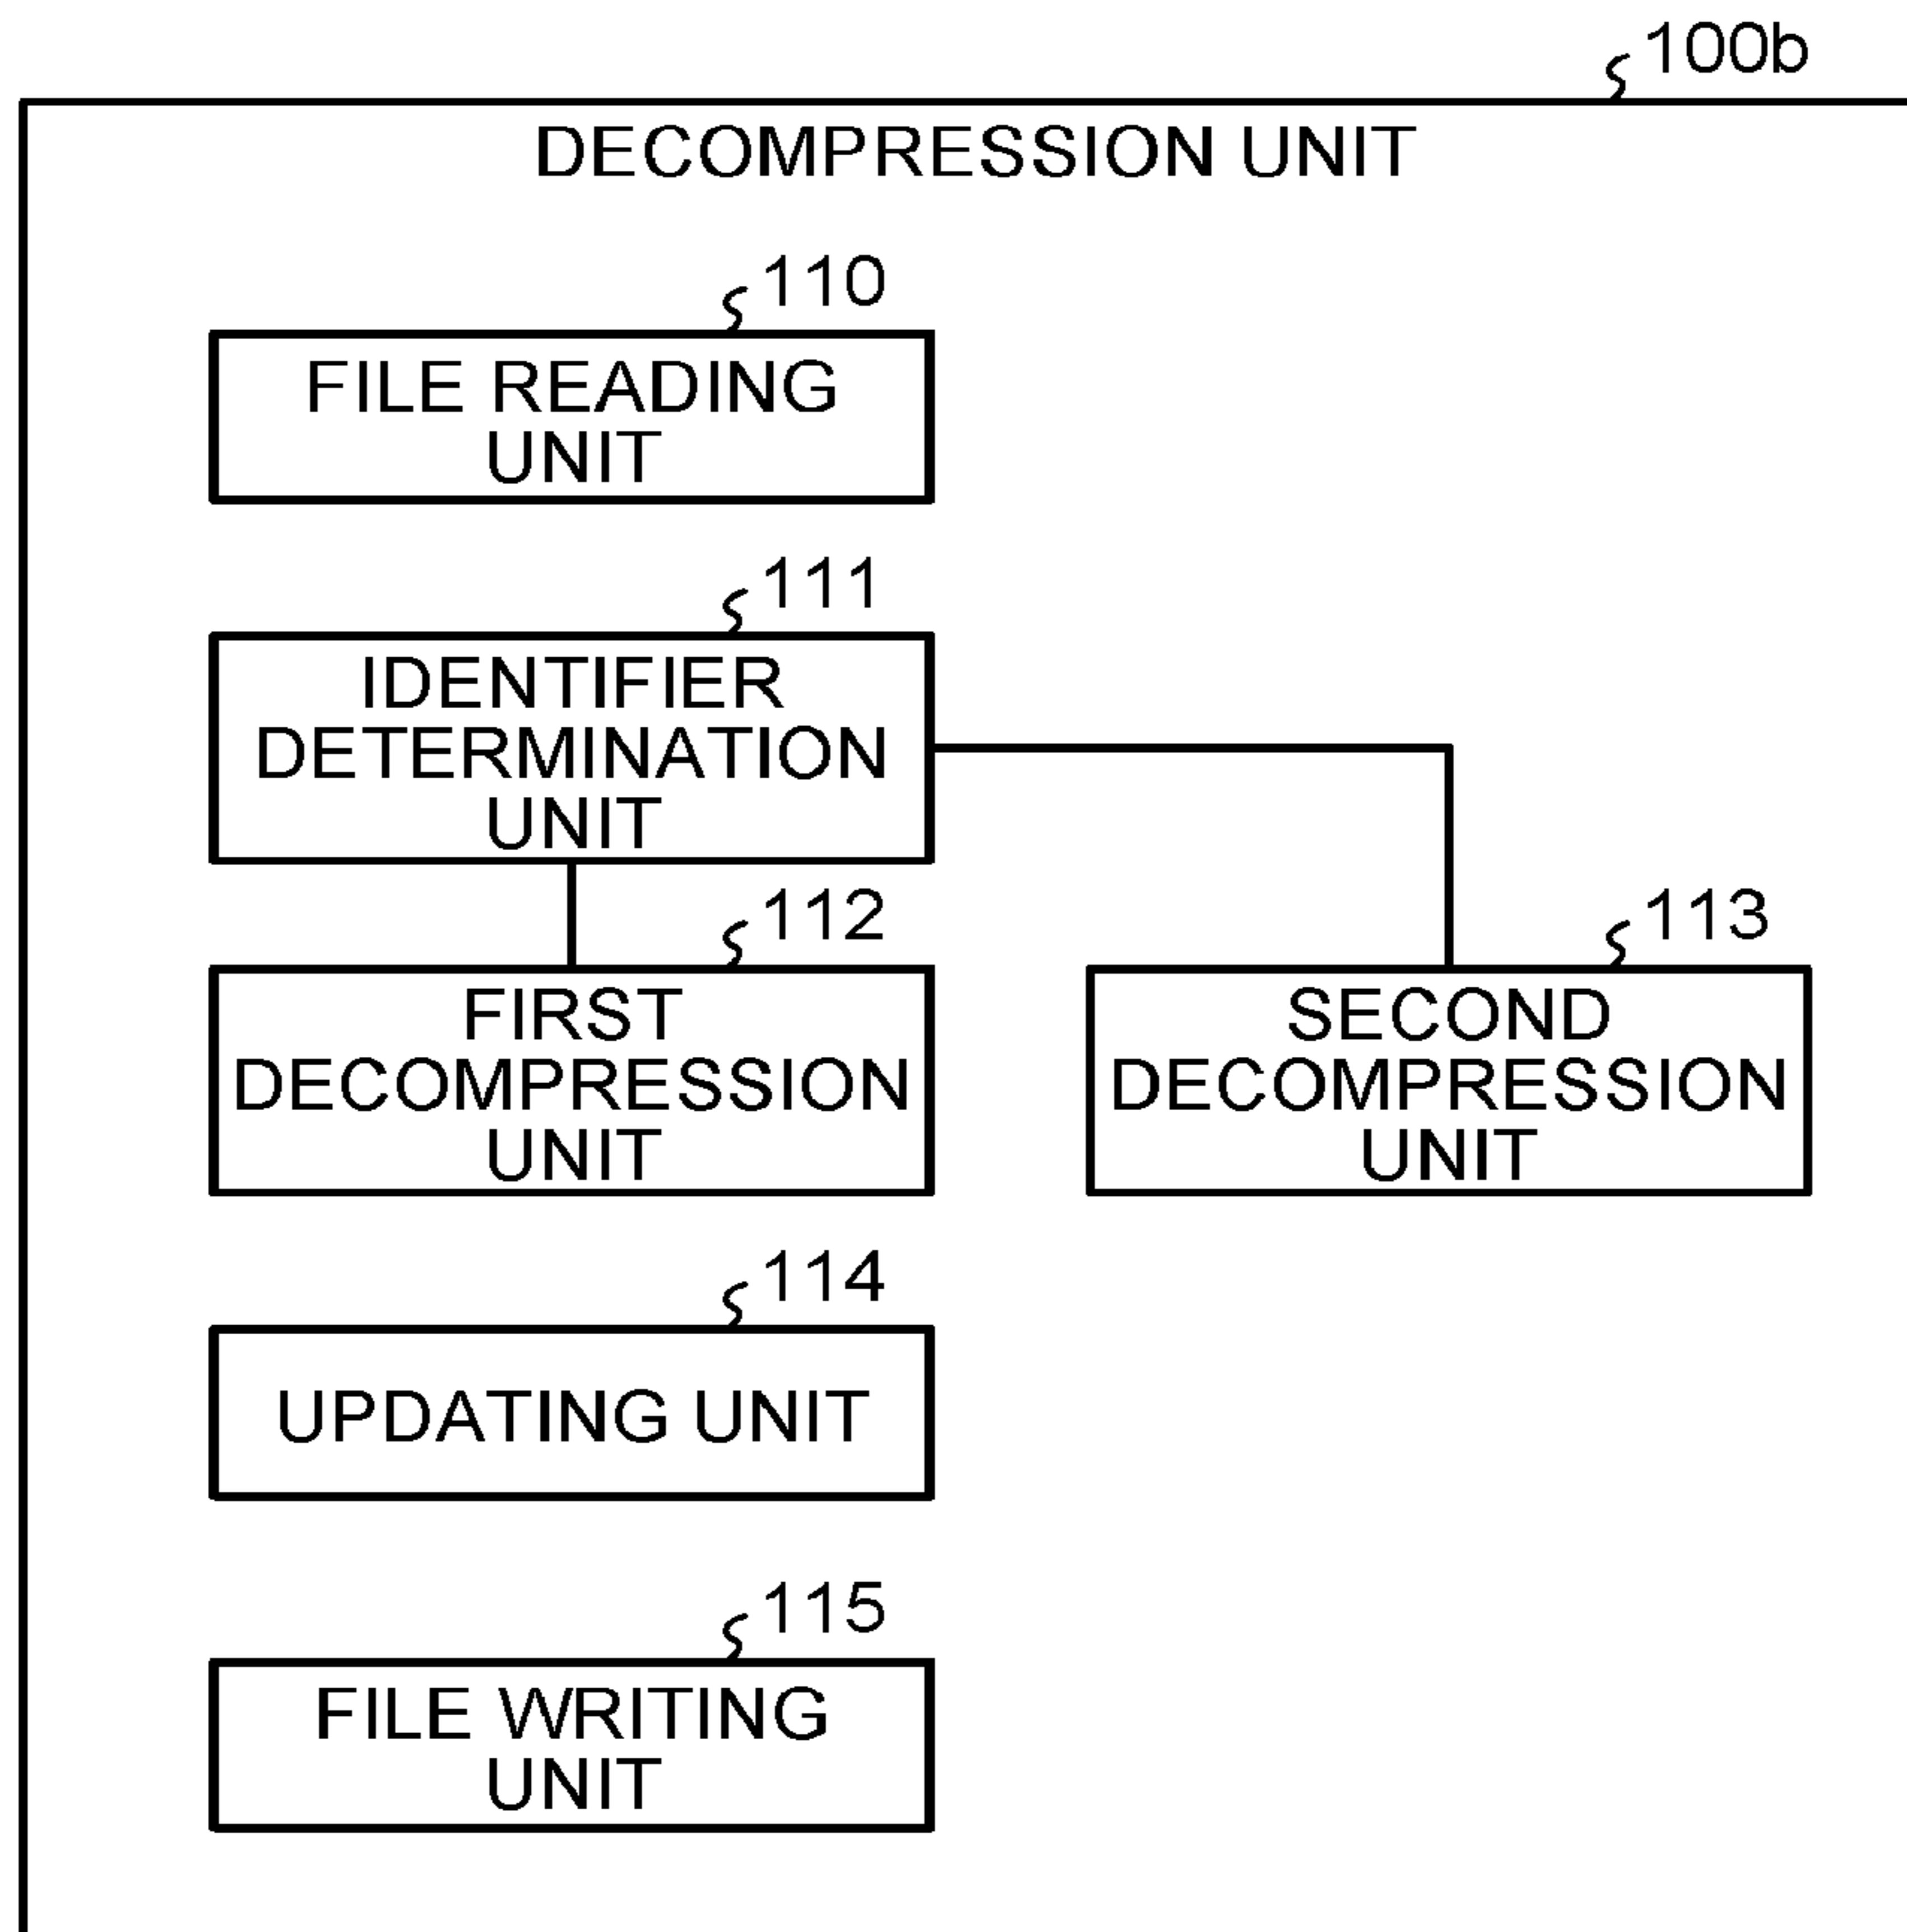 100b
DECOMPRESSION UNIT
110
FILE READING
UNIT
111
IDENTIFIER
DETERMINATION
UNIT
112
FIRST
DECOMPRESSION
UNIT
113
SECOND
DECOMPRESSION
UNIT
114
UPDATING UNIT
115
FILE WRITING
UNIT